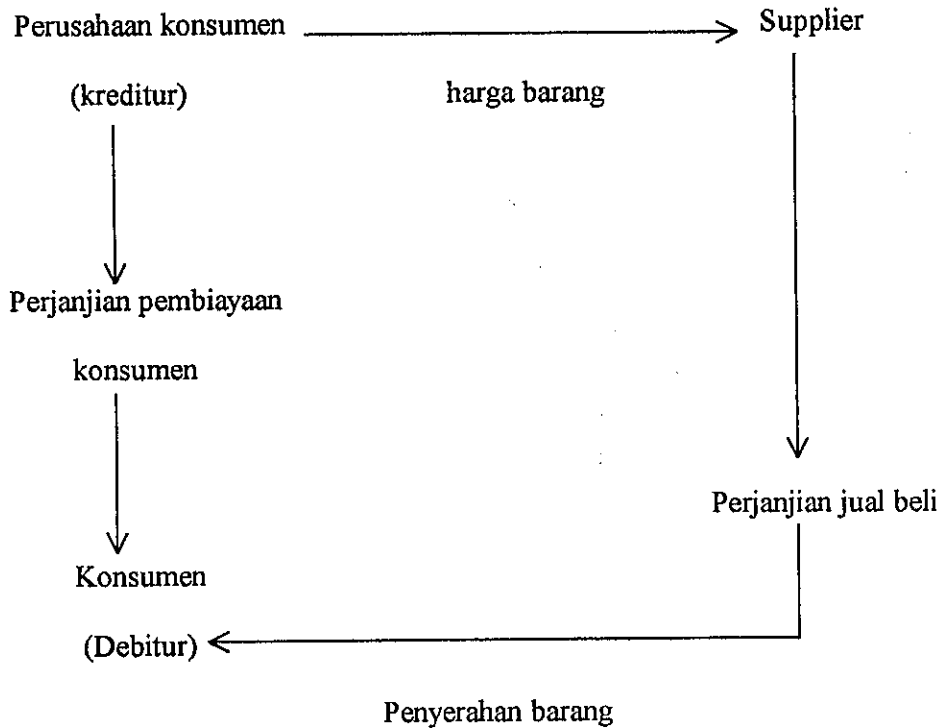 Perusahaan konsumen
Supplier
(kreditur)
harga barang
Perjanjian pembiayaan
konsumen
Perjanjian jual beli
Konsumen
(Debitur)
Penyerahan barang